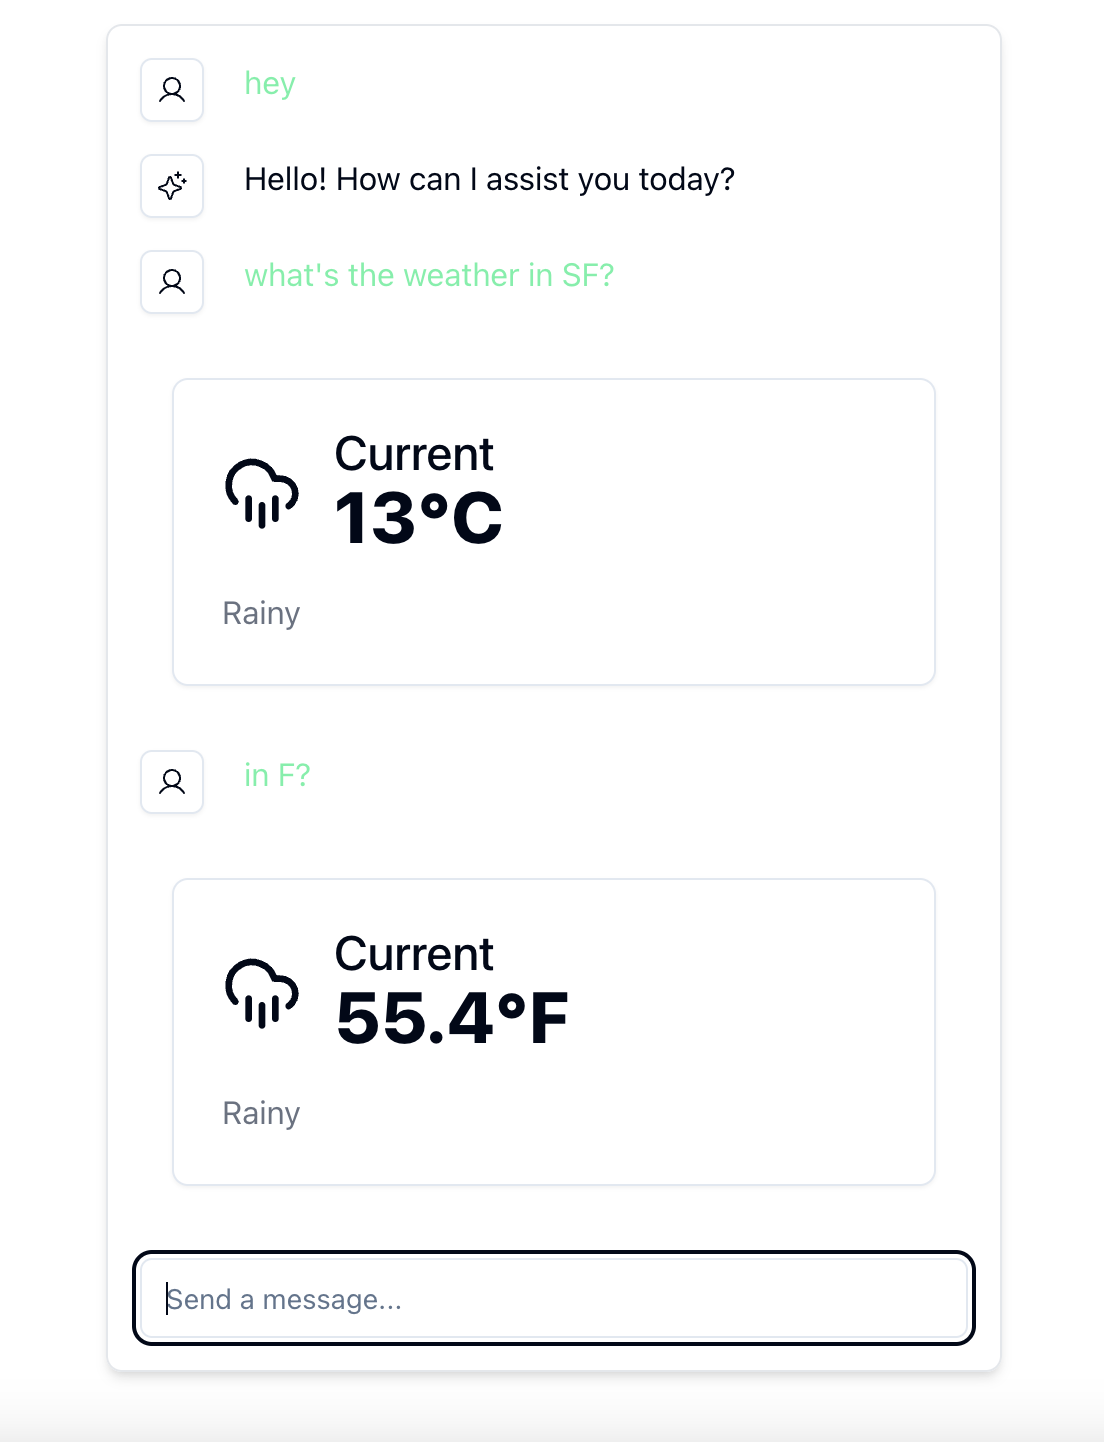 hey
Hello! How can I assist you today?
what's the weather in SF?
Current
13°C
Rainy
in F?
Current
55.4°F
Rainy
Send a message...